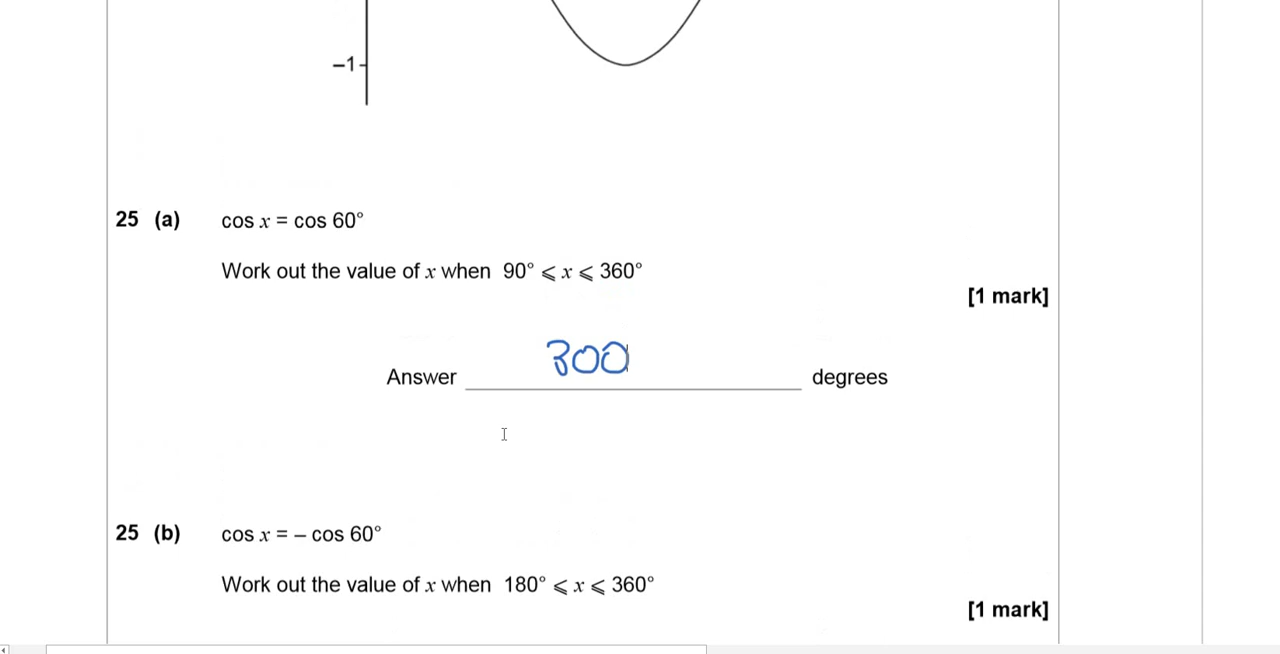 –1
25 (a) cos x = cos 60°
Work out the value of x when 90° ⩽ x ⩽ 360°
[1 mark]
300
Answer degrees
25 (b) cos x = – cos 60°
Work out the value of x when 180° ⩽ x ⩽ 360°
[1 mark]